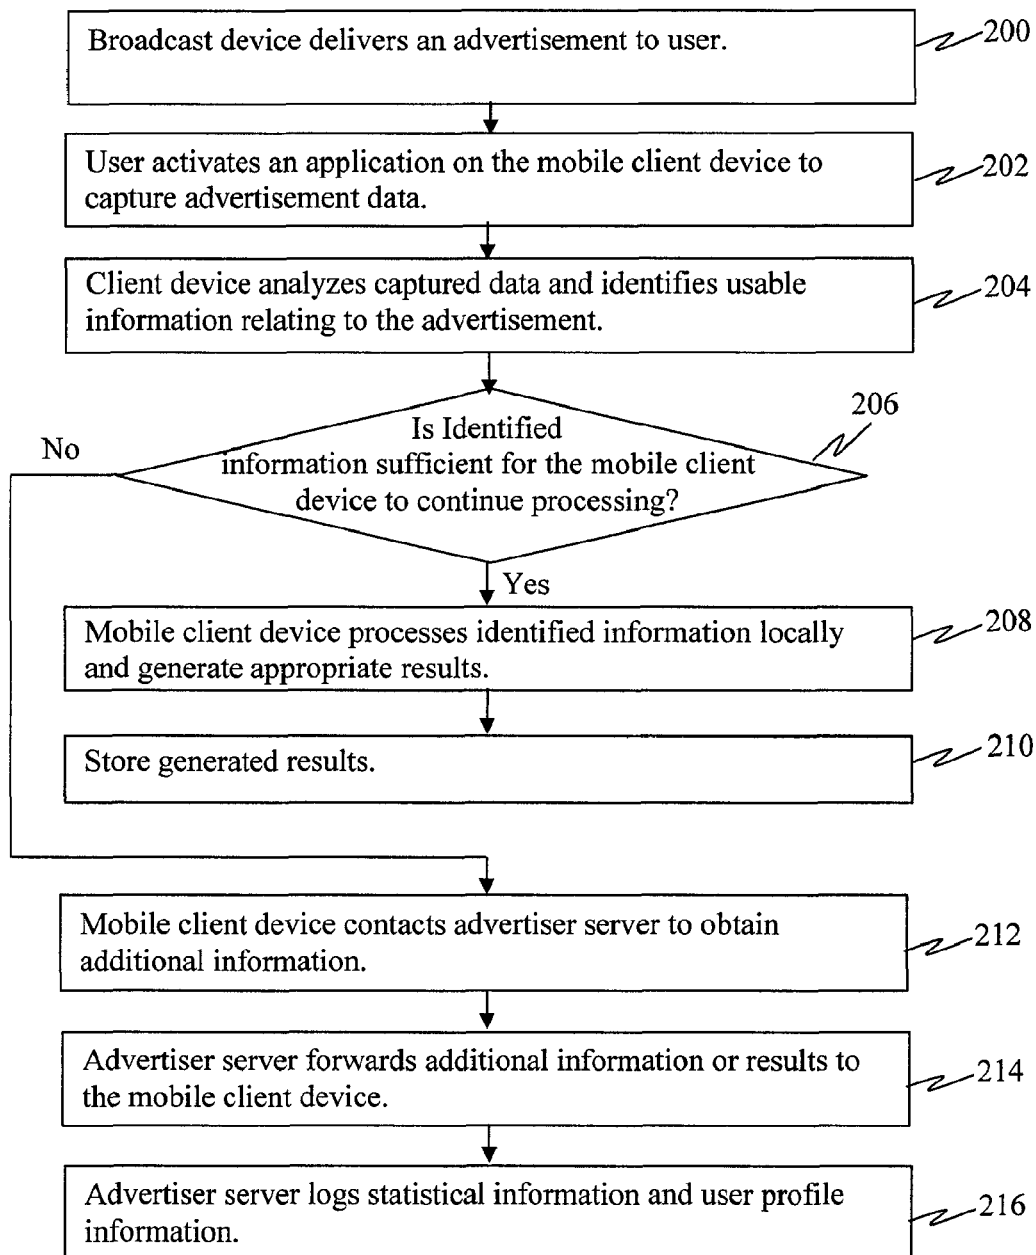 Broadcast device delivers an advertisement to user.
200
User activates an application on the mobile client device to
capture advertisement data.
202
Client device analyzes captured data and identifies usable
information relating to the advertisement.
204
206
No
Is Identified
information sufficient for the mobile client
device to continue processing?
Yes
Mobile client device processes identified information locally
and generate appropriate results.
208
Store generated results.
210
Mobile client device contacts advertiser server to obtain
additional information.
212
Advertiser server forwards additional information or results to
the mobile client device.
214
Advertiser server logs statistical information and user profile
information.
216